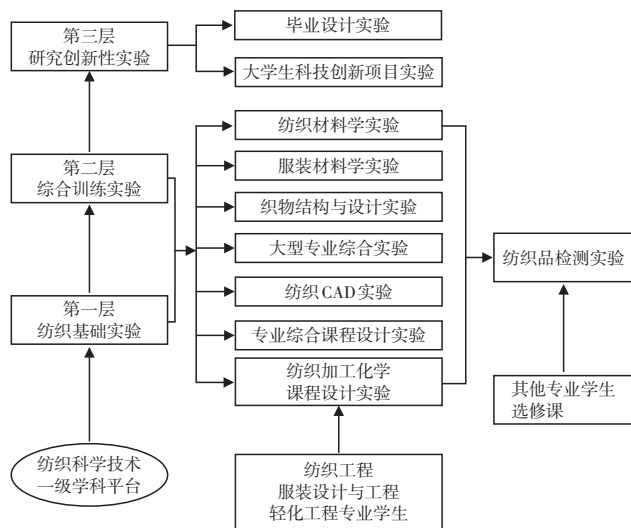 第三层
研究创新性实验
毕业设计实验
大学生科技创新项目实验
第二层
综合训练实验
纺织材料学实验
服装材料学实验
织物结构与设计实验
大型专业综合实验
纺织CAD实验
专业综合课程设计实验
纺织加工化学
课程设计实验
纺织品检测实验
第一层
纺织基础实验
其他专业学生
选修课
纺织科学技术
一级学科平台
纺织工程
服装设计与工程
轻化工程专业学生